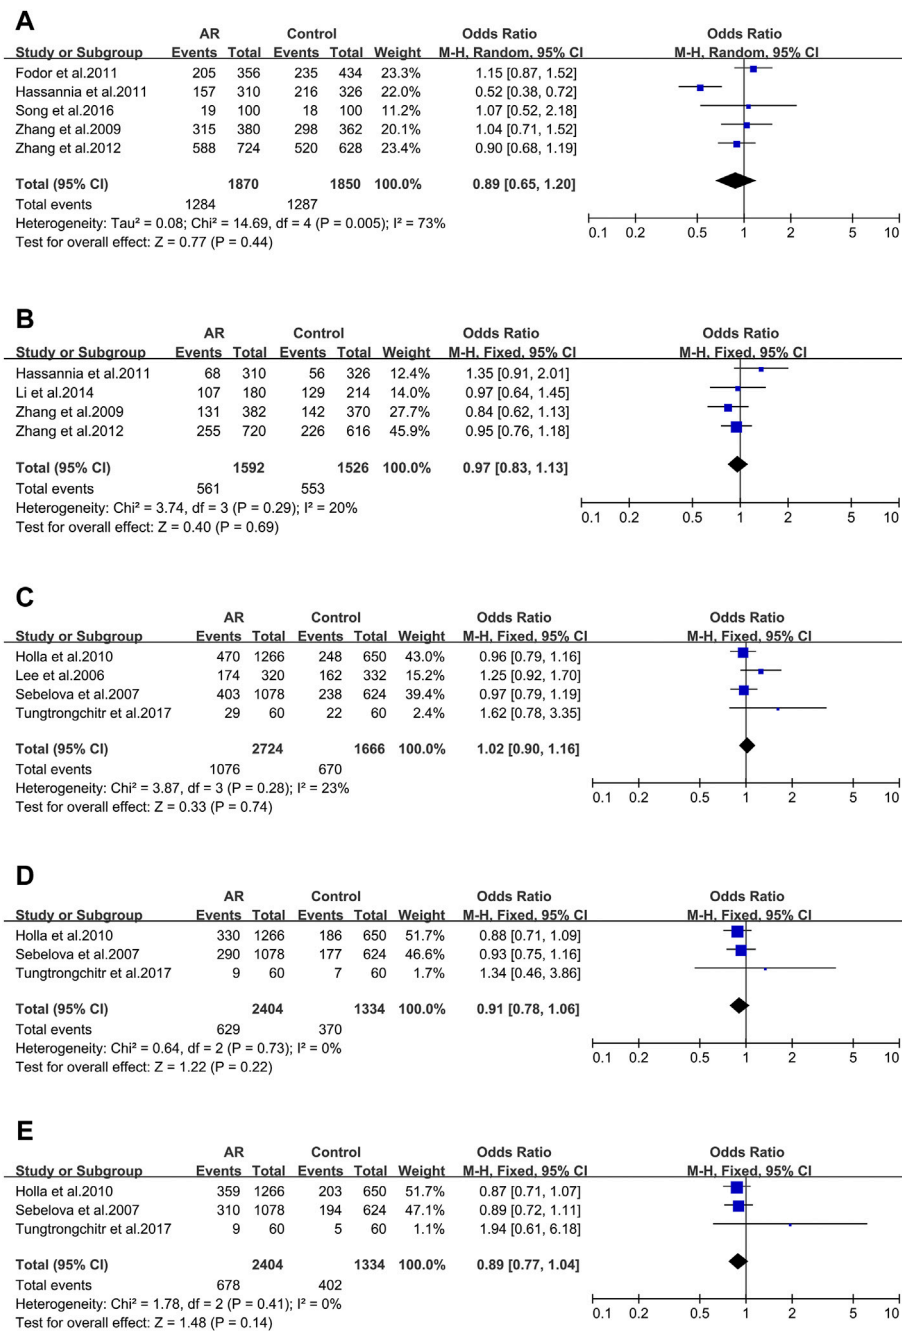 A
AR Control Odds Ratio Odds Ratio
Study or Subgroup Events Total Events Total Weight M-H, Random, 95% CI M-H, Random, 95% CI
Fodor et al.2011 205 356 235 434 23.3% 1.15 [0.87, 1.52]
Hassannia et al.2011 157 310 216 326 22.0% 0.52 [0.38, 0.72]
Song et al.2016 19 100 18 100 11.2% 1.07 [0.52, 2.18]
Zhang et al.2009 315 380 298 362 20.1% 1.04 [0.71, 1.52]
Zhang et al.2012 588 724 520 628 23.4% 0.90 [0.68, 1.19]
Total (95% CI) 1870 1850 100.0% 0.89 [0.65, 1.20]
Total events 1284 1287
Heterogeneity: Tau² = 0.08; Chi² = 14.69, df = 4 (P = 0.005); I² = 73%
Test for overall effect: Z = 0.77 (P = 0.44)
0.1 0.2 0.5 1 2 5 10
B
AR Control Odds Ratio Odds Ratio
Study or Subgroup Events Total Events Total Weight M-H, Fixed, 95% CI M-H, Fixed, 95% CI
Hassannia et al.2011 68 310 56 326 12.4% 1.35 [0.91, 2.01]
Li et al.2014 107 180 129 214 14.0% 0.97 [0.64, 1.45]
Zhang et al.2009 131 382 142 370 27.7% 0.84 [0.62, 1.13]
Zhang et al.2012 255 720 226 616 45.9% 0.95 [0.76, 1.18]
Total (95% CI) 1592 1526 100.0% 0.97 [0.83, 1.13]
Total events 561 553
Heterogeneity: Chi² = 3.74, df = 3 (P = 0.29); I² = 20%
Test for overall effect: Z = 0.40 (P = 0.69)
0.1 0.2 0.5 1 2 5 10
C
AR Control Odds Ratio Odds Ratio
Study or Subgroup Events Total Events Total Weight M-H, Fixed, 95% CI M-H, Fixed, 95% CI
Holla et al.2010 470 1266 248 650 43.0% 0.96 [0.79, 1.16]
Lee et al.2006 174 320 162 332 15.2% 1.25 [0.92, 1.70]
Sebelova et al.2007 403 1078 238 624 39.4% 0.97 [0.79, 1.19]
Tungtrongchitr et al.2017 29 60 22 60 2.4% 1.62 [0.78, 3.35]
Total (95% CI) 2724 1666 100.0% 1.02 [0.90, 1.16]
Total events 1076 670
Heterogeneity: Chi² = 3.87, df = 3 (P = 0.28); I² = 23%
Test for overall effect: Z = 0.33 (P = 0.74)
0.1 0.2 0.5 1 2 5 10
D
AR Control Odds Ratio Odds Ratio
Study or Subgroup Events Total Events Total Weight M-H, Fixed, 95% CI M-H, Fixed, 95% CI
Holla et al.2010 330 1266 186 650 51.7% 0.88 [0.71, 1.09]
Sebelova et al.2007 290 1078 177 624 46.6% 0.93 [0.75, 1.16]
Tungtrongchitr et al.2017 9 60 7 60 1.7% 1.34 [0.46, 3.86]
Total (95% CI) 2404 1334 100.0% 0.91 [0.78, 1.06]
Total events 629 370
Heterogeneity: Chi² = 0.64, df = 2 (P = 0.73); I² = 0%
Test for overall effect: Z = 1.22 (P = 0.22)
0.1 0.2 0.5 1 2 5 10
E
AR Control Odds Ratio Odds Ratio
Study or Subgroup Events Total Events Total Weight M-H, Fixed, 95% CI M-H, Fixed, 95% CI
Holla et al.2010 359 1266 203 650 51.7% 0.87 [0.71, 1.07]
Sebelova et al.2007 310 1078 194 624 47.1% 0.89 [0.72, 1.11]
Tungtrongchitr et al.2017 9 60 5 60 1.1% 1.94 [0.61, 6.18]
Total (95% CI) 2404 1334 100.0% 0.89 [0.77, 1.04]
Total events 678 402
Heterogeneity: Chi² = 1.78, df = 2 (P = 0.41); I² = 0%
Test for overall effect: Z = 1.48 (P = 0.14)
0.1 0.2 0.5 1 2 5 10